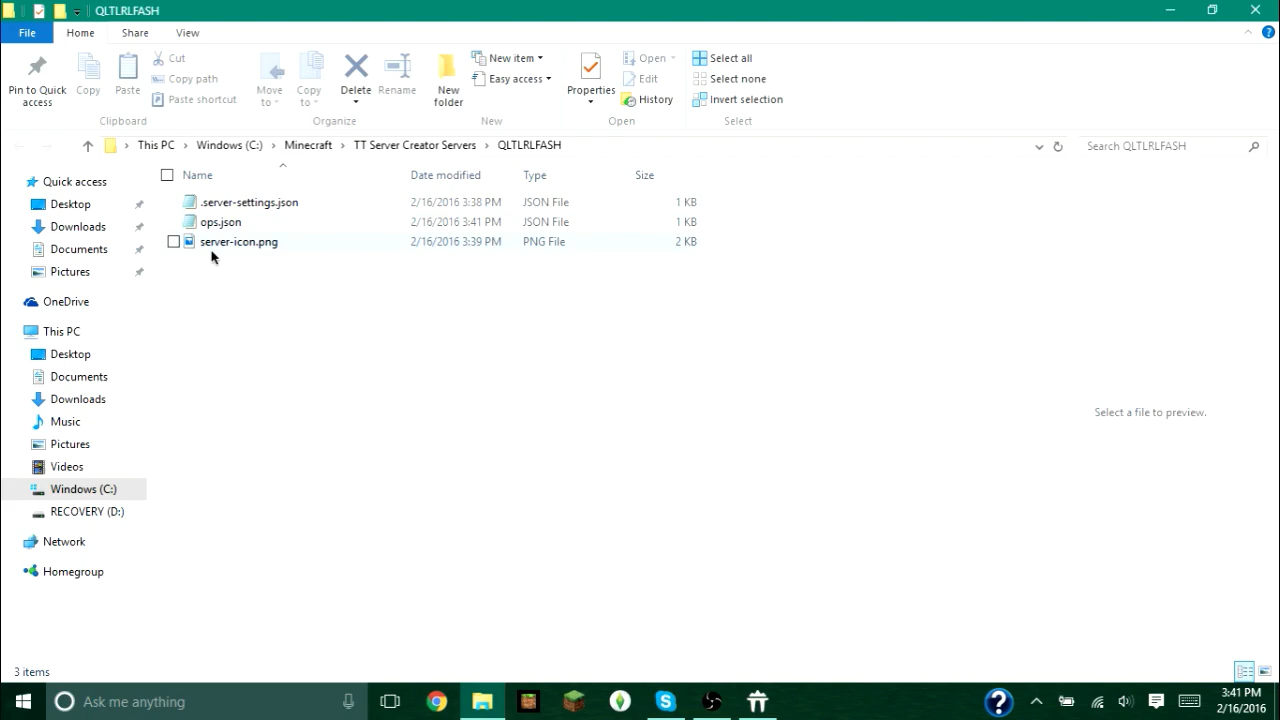 QLTLRLFASH
File Home Share View
Pin to Quick access
Copy
Paste
Cut
Copy path
Paste shortcut
Move to
Copy to
Delete
Rename
New folder
New item
Easy access
Properties
Open
Edit
History
Select all
Select none
Invert selection
Clipboard Organize New Open Select
This PC Windows (C:) Minecraft TT Server Creator Servers QLTLRLFASH
Search QLTLRLFASH
Name Date modified Type Size
.server-settings.json 2/16/2016 3:38 PM JSON File 1 KB
ops.json 2/16/2016 3:41 PM JSON File 1 KB
server-icon.png 2/16/2016 3:39 PM PNG File 2 KB
Quick access
Desktop
Downloads
Documents
Pictures
OneDrive
This PC
Desktop
Documents
Downloads
Music
Pictures
Videos
Windows (C:)
RECOVERY (D:)
Network
Homegroup
Select a file to preview.
3 items
Ask me anything
3:41 PM
2/16/2016